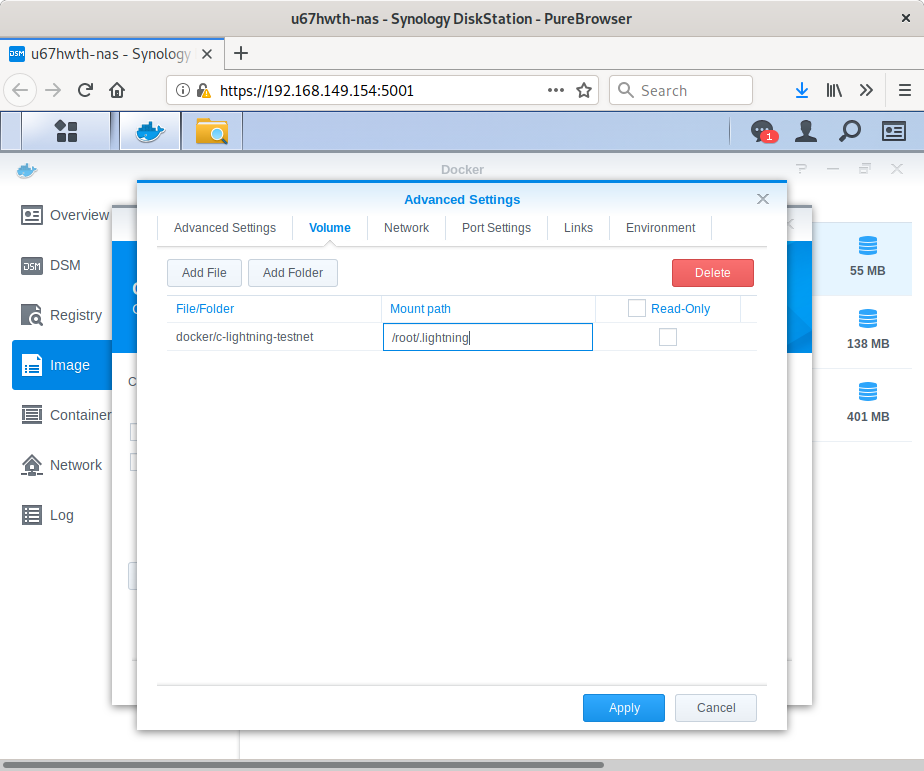 u67hwth-nas - Synology DiskStation - PureBrowser
DSM u67hwth-nas - Synology
https://192.168.149.154:5001
Search
1
Docker
Overview
DSM DSM
Registry
Image
Container
Network
Log
Advanced Settings
Advanced Settings Volume Network Port Settings Links Environment
Add File Add Folder Delete
File/Folder Mount path Read-Only
docker/c-lightning-testnet /root/.lightning
Apply Cancel
55 MB
138 MB
401 MB